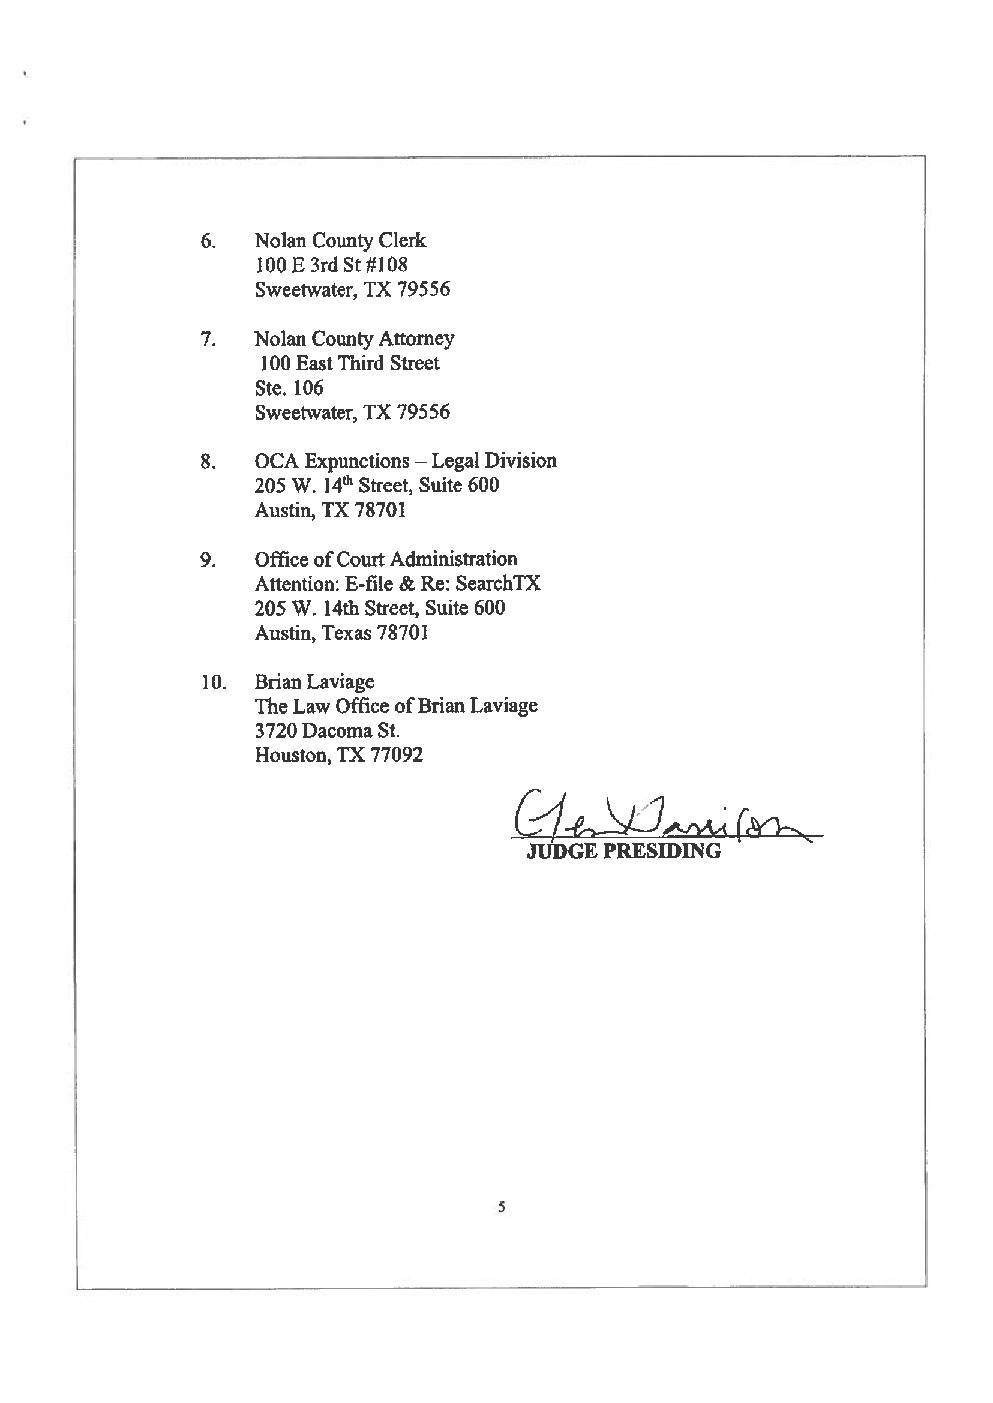 6. Nolan County Clerk
100 E 3rd St #108
Sweetwater, TX 79556
7. Nolan County Attorney
100 East Third Street
Ste. 106
Sweetwater, TX 79556
8. OCA Expunctions – Legal Division
205 W. 14th Street, Suite 600
Austin, TX 78701
9. Office of Court Administration
Attention: E-file & Re: SearchTX
205 W. 14th Street, Suite 600
Austin, Texas 78701
10. Brian Laviage
The Law Office of Brian Laviage
3720 Dacoma St.
Houston, TX 77092
Glen Harrison
JUDGE PRESIDING
5